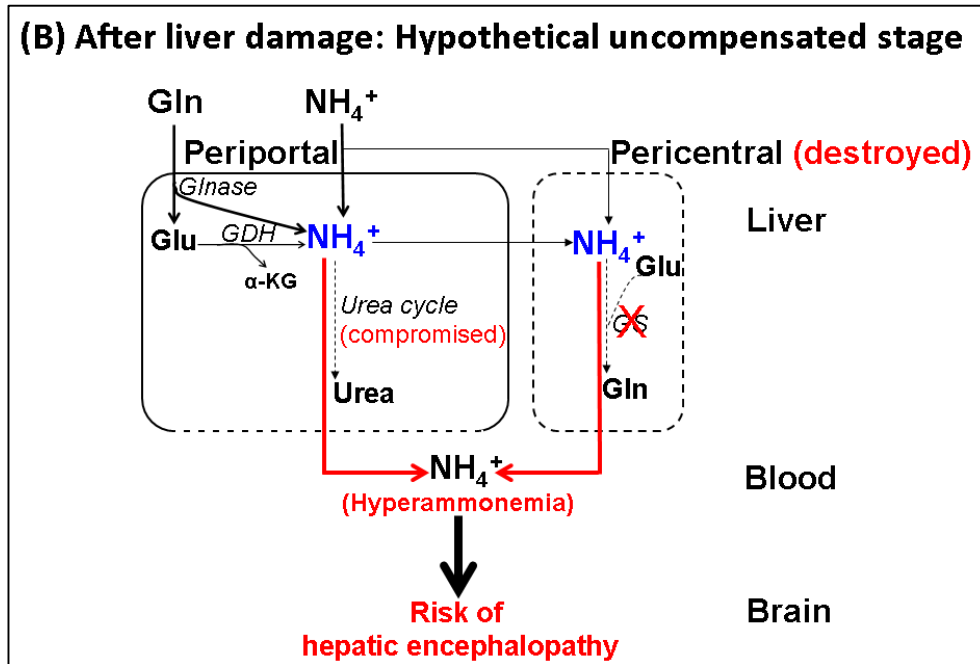 (B) After liver damage: Hypothetical uncompensated stage
Gln
NH₄⁺
Periportal
Pericentral (destroyed)
Glnase
Liver
Glu
GDH
NH₄⁺
NH₄⁺
Glu
α-KG
Urea cycle
(compromised)
GS
Urea
Gln
NH₄⁺
(Hyperammonemia)
Blood
Risk of
hepatic encephalopathy
Brain